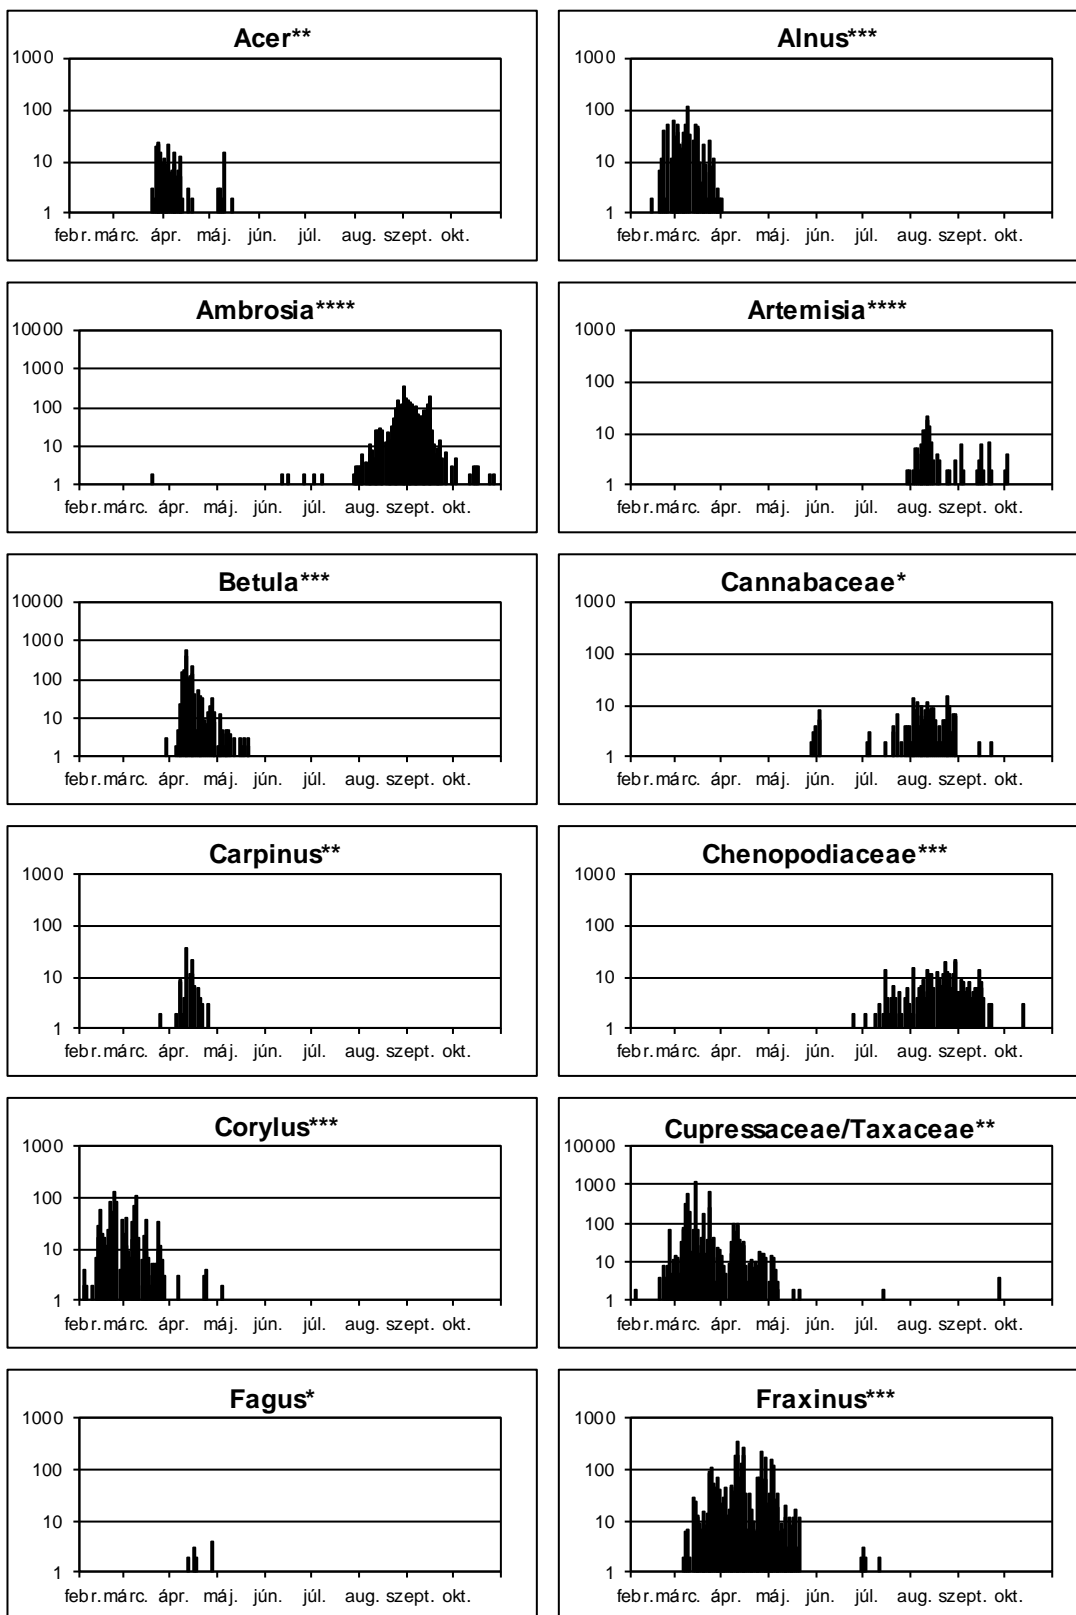 Acer**
1000
100
10
1
febr. márc. ápr. máj. jún. júl. aug. szept. okt.
Alnus***
1000
100
10
1
febr. márc. ápr. máj. jún. júl. aug. szept. okt.
Ambrosia****
10000
1000
100
10
1
febr. márc. ápr. máj. jún. júl. aug. szept. okt.
Artemisia****
1000
100
10
1
febr. márc. ápr. máj. jún. júl. aug. szept. okt.
Betula***
10000
1000
100
10
1
febr. márc. ápr. máj. jún. júl. aug. szept. okt.
Cannabaceae*
1000
100
10
1
febr. márc. ápr. máj. jún. júl. aug. szept. okt.
Carpinus**
1000
100
10
1
febr. márc. ápr. máj. jún. júl. aug. szept. okt.
Chenopodiaceae***
1000
100
10
1
febr. márc. ápr. máj. jún. júl. aug. szept. okt.
Corylus***
1000
100
10
1
febr. márc. ápr. máj. jún. júl. aug. szept. okt.
Cupressaceae/Taxaceae**
10000
1000
100
10
1
febr. márc. ápr. máj. jún. júl. aug. szept. okt.
Fagus*
1000
100
10
1
febr. márc. ápr. máj. jún. júl. aug. szept. okt.
Fraxinus***
1000
100
10
1
febr. márc. ápr. máj. jún. júl. aug. szept. okt.